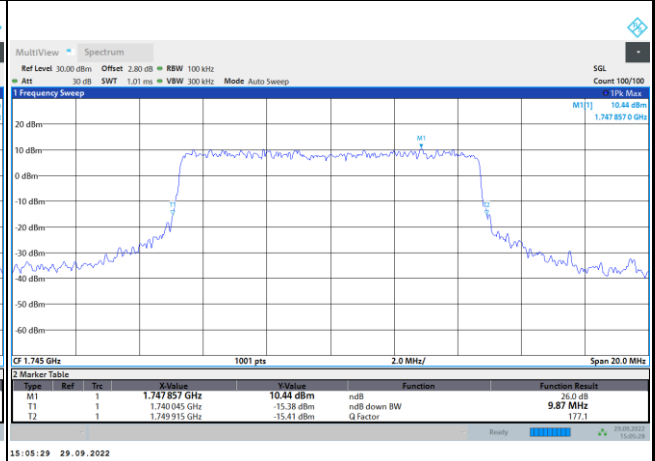 MultiView Spectrum
Ref Level 30.00 dBm Offset 2.80 dB RBW 100 kHz SGL
Att 30 dB SWT 1.01 ms VBW 300 kHz Mode Auto Sweep Count 100/100
1 Frequency Sweep 1Pk Max
M1[1] 10.44 dBm
1.747 857 0 GHz
20 dBm
M1
10 dBm
0 dBm
-10 dBm
T1 T2
-20 dBm
-30 dBm
-40 dBm
-50 dBm
-60 dBm
CF 1.745 GHz 1001 pts 2.0 MHz/ Span 20.0 MHz
2 Marker Table
Type Ref Trc X-Value Y-Value Function Function Result
M1 1 1.747 857 GHz 10.44 dBm ndB 26.0 dB
T1 1 1.740 045 GHz -15.38 dBm ndB down BW 9.87 MHz
T2 1 1.749 915 GHz -15.41 dBm Q Factor 177.1
Ready 29.09.2022
15:05:28
15:05:29 29.09.2022